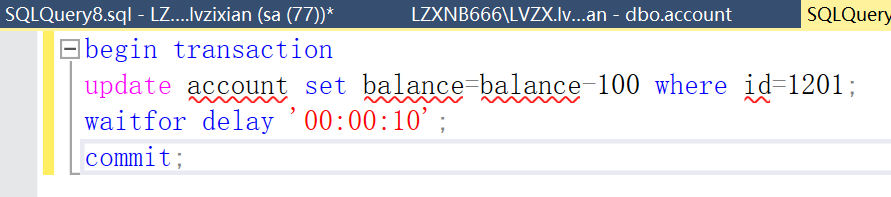 SQLQuery8.sql - LZ....lvzixian (sa (77))* LZXNB666\LVZX.lv...an - dbo.account SQLQuery
begin transaction
update account set balance=balance-100 where id=1201;
waitfor delay '00:00:10';
commit;